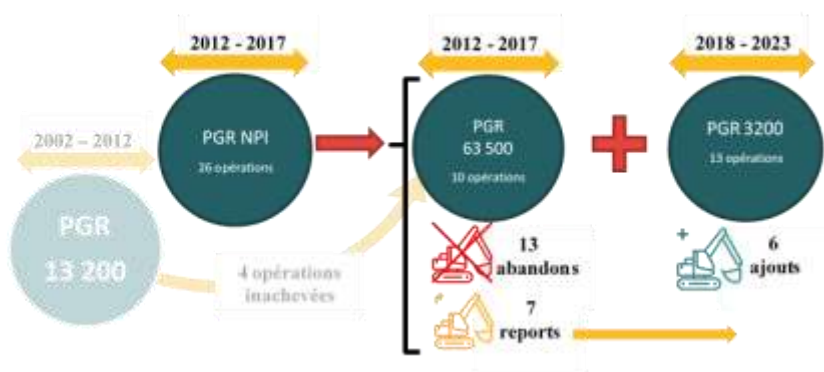 2012 - 2017
2012 - 2017
2018 - 2023
2002 – 2012
PGR NPI
26 opérations
PGR
63 500
10 opérations
PGR 3200
13 opérations
PGR
13 200
4 opérations
inachevées
13
abandons
6
ajouts
7
reports